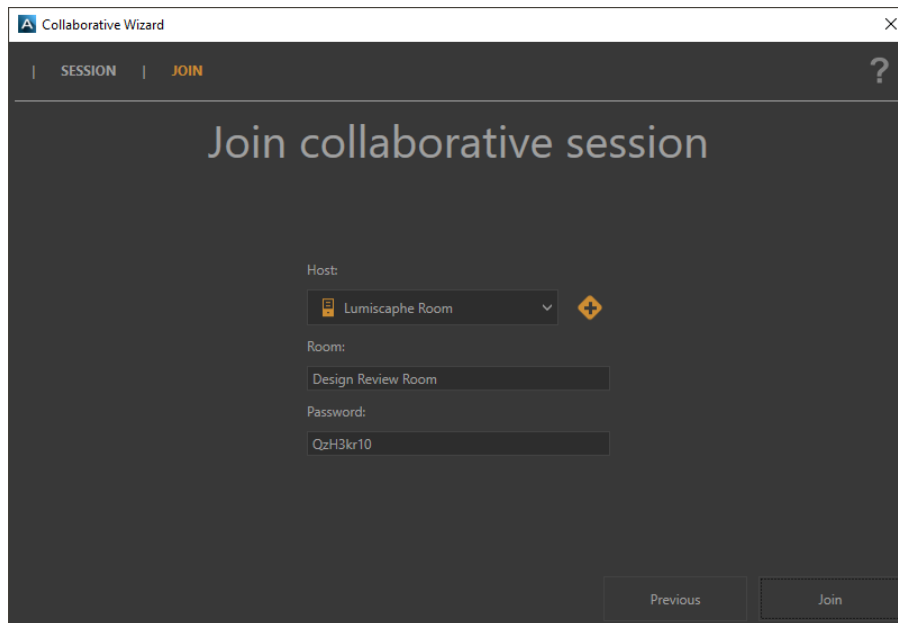 Collaborative Wizard
| SESSION | JOIN
?
Join collaborative session
Host:
Lumiscaphe Room
Room:
Design Review Room
Password:
QzH3kr10
Previous Join